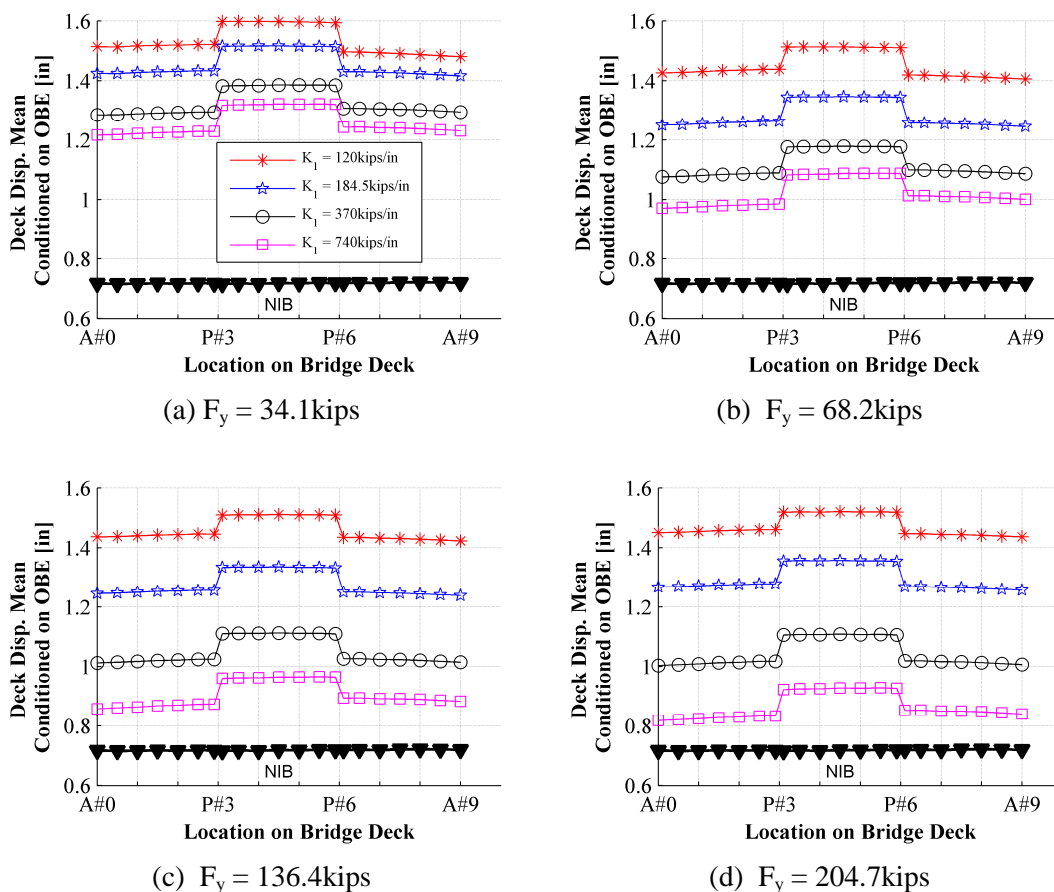 1.6
1.4
1.2
1
0.8
0.6
Deck Disp. Mean
Conditioned on OBE [in]
K1 = 120kips/in
K1 = 184.5kips/in
K1 = 370kips/in
K1 = 740kips/in
NIB
A#0 P#3 P#6 A#9
Location on Bridge Deck
(a) Fy = 34.1kips
1.6
1.4
1.2
1
0.8
0.6
Deck Disp. Mean
Conditioned on OBE [in]
NIB
A#0 P#3 P#6 A#9
Location on Bridge Deck
(b) Fy = 68.2kips
1.6
1.4
1.2
1
0.8
0.6
Deck Disp. Mean
Conditioned on OBE [in]
NIB
A#0 P#3 P#6 A#9
Location on Bridge Deck
(c) Fy = 136.4kips
1.6
1.4
1.2
1
0.8
0.6
Deck Disp. Mean
Conditioned on OBE [in]
NIB
A#0 P#3 P#6 A#9
Location on Bridge Deck
(d) Fy = 204.7kips